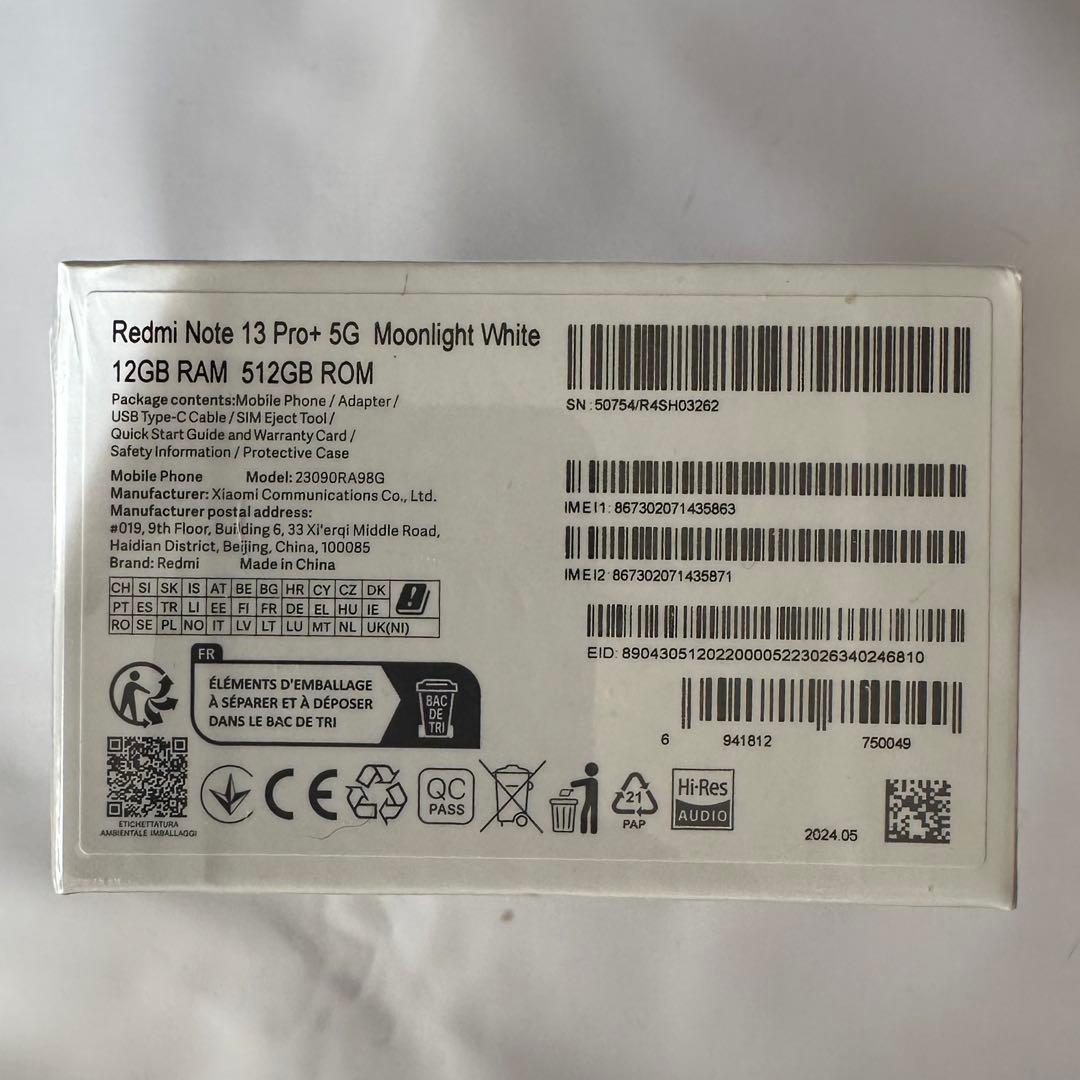 Redmi Note 13 Pro+ 5G Moonlight White
12GB RAM 512GB ROM
Package contents:Mobile Phone / Adapter /
USB Type-C Cable / SIM Eject Tool /
Quick Start Guide and Warranty Card /
Safety Information / Protective Case
Mobile Phone Model: 23090RA98G
Manufacturer: Xiaomi Communications Co., Ltd.
Manufacturer postal address:
#019, 9th Floor, Building 6, 33 Xi'erqi Middle Road,
Haidian District, Beijing, China, 100085
Brand: Redmi Made in China
CH SI SK IS AT BE BG HR CY CZ DK
PT ES TR LI EE FI FR DE EL HU IE
RO SE PL NO IT LV LT LU MT NL UK(NI)
FR
ÉLÉMENTS D'EMBALLAGE
À SÉPARER ET À DÉPOSER
DANS LE BAC DE TRI
BAC
DE
TRI
ETICHETTATURA
AMBIENTALE IMBALLAGGI
CE
QC
PASS
21
PAP
Hi-Res
AUDIO
SN : 50754/R4SH03262
IMEI1: 867302071435863
IMEI2: 867302071435871
EID: 89043051202200005223026340246810
6 941812 750049
2024.05